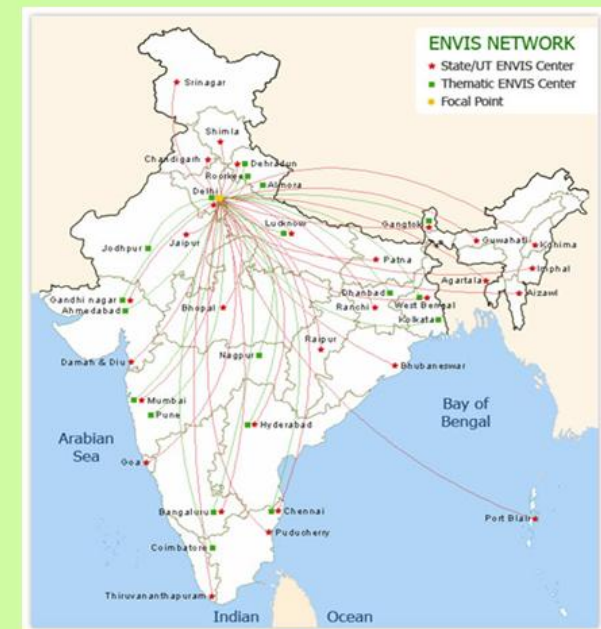 ENVIS NETWORK
State/UT ENVIS Center
Thematic ENVIS Center
Focal Point
Srinagar
Shimla
Chandigarh
Dehradun
Roorkee
Almora
Delhi
Gangtok
Lucknow
Guwahati
Kohima
Jaipur
Jodhpur
Patna
Imphal
Agartala
Aizawl
Dhanbad
Gandhi nagar
West Bengal
Ahmedabad
Bhopal
Ranchi
Kolkata
Raipur
Nagpur
Damah & Diu
Bhubaneswar
Mumbai
Pune
Bay of
Bengal
Hyderabad
Arabian
Sea
Goa
Bangaluru
Chennai
Port Blair
Puducherry
Coimbatore
Thiruvananthapuram
Indian Ocean